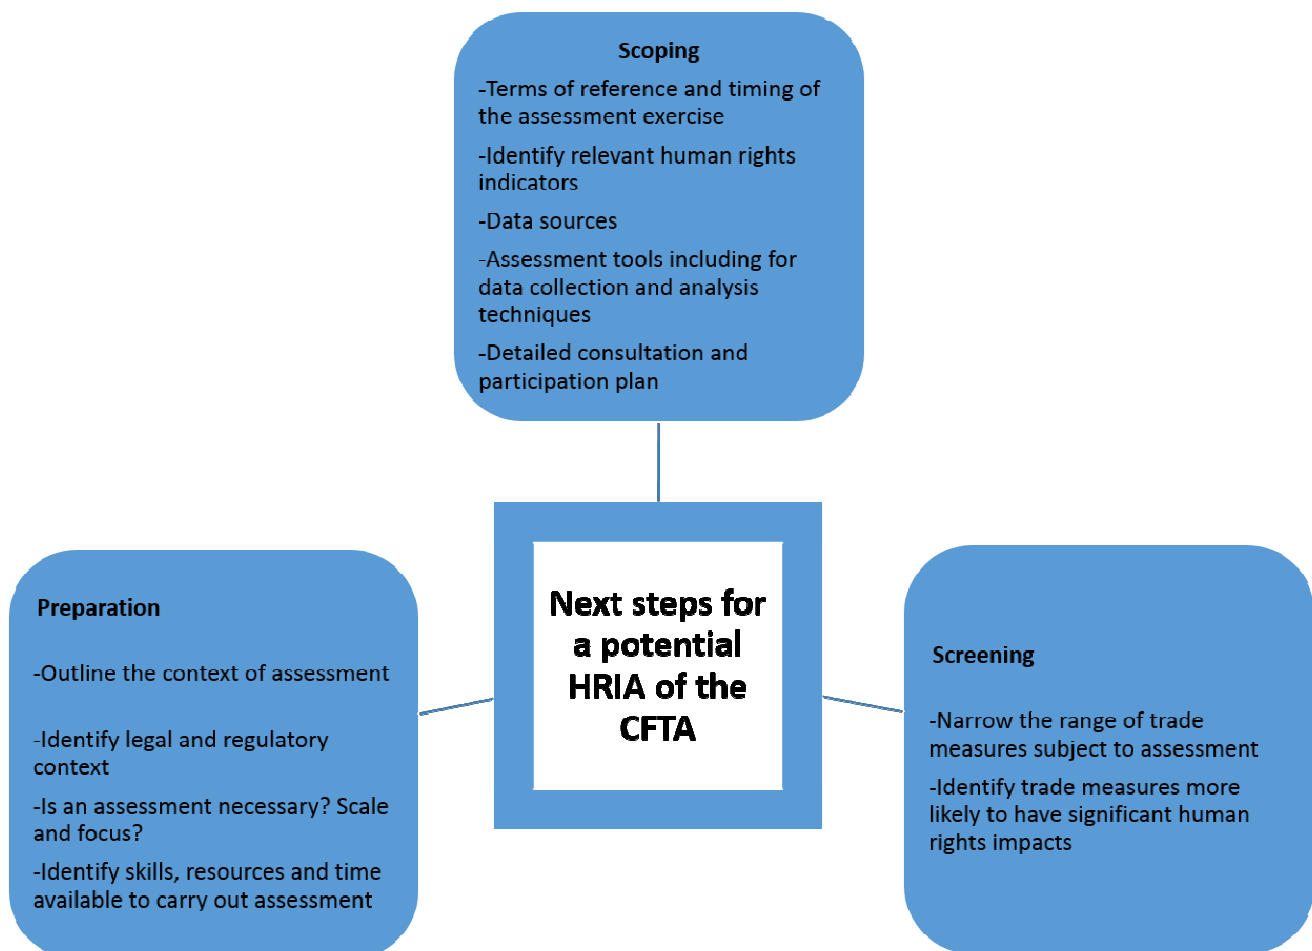 Scoping
-Terms of reference and timing of
the assessment exercise
-Identify relevant human rights
indicators
-Data sources
-Assessment tools including for
data collection and analysis
techniques
-Detailed consultation and
participation plan
Preparation
-Outline the context of assessment
-Identify legal and regulatory
context
-Is an assessment necessary? Scale
and focus?
-Identify skills, resources and time
available to carry out assessment
Next steps for
a potential
HRIA of the
CFTA
Screening
-Narrow the range of trade
measures subject to assessment
-Identify trade measures more
likely to have significant human
rights impacts